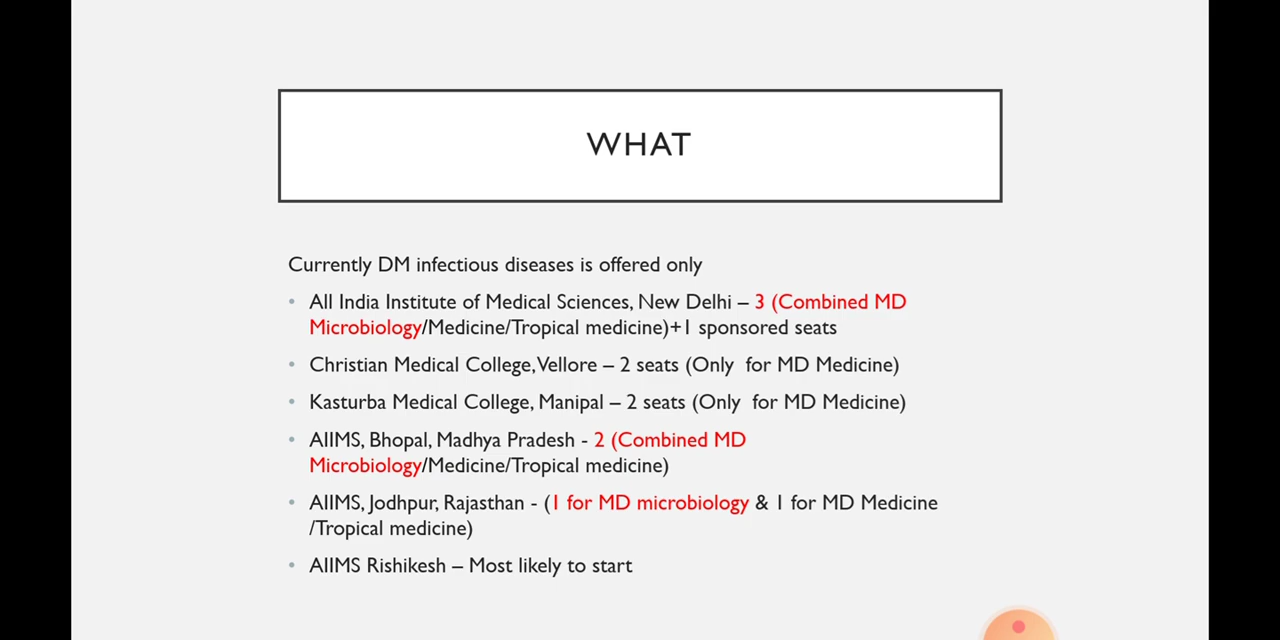 WHAT
Currently DM infectious diseases is offered only
• All India Institute of Medical Sciences, New Delhi – 3 (Combined MD
Microbiology/Medicine/Tropical medicine)+1 sponsored seats
• Christian Medical College, Vellore – 2 seats (Only for MD Medicine)
• Kasturba Medical College, Manipal – 2 seats (Only for MD Medicine)
• AIIMS, Bhopal, Madhya Pradesh - 2 (Combined MD
Microbiology/Medicine/Tropical medicine)
• AIIMS, Jodhpur, Rajasthan - (1 for MD microbiology & 1 for MD Medicine
/Tropical medicine)
• AIIMS Rishikesh – Most likely to start